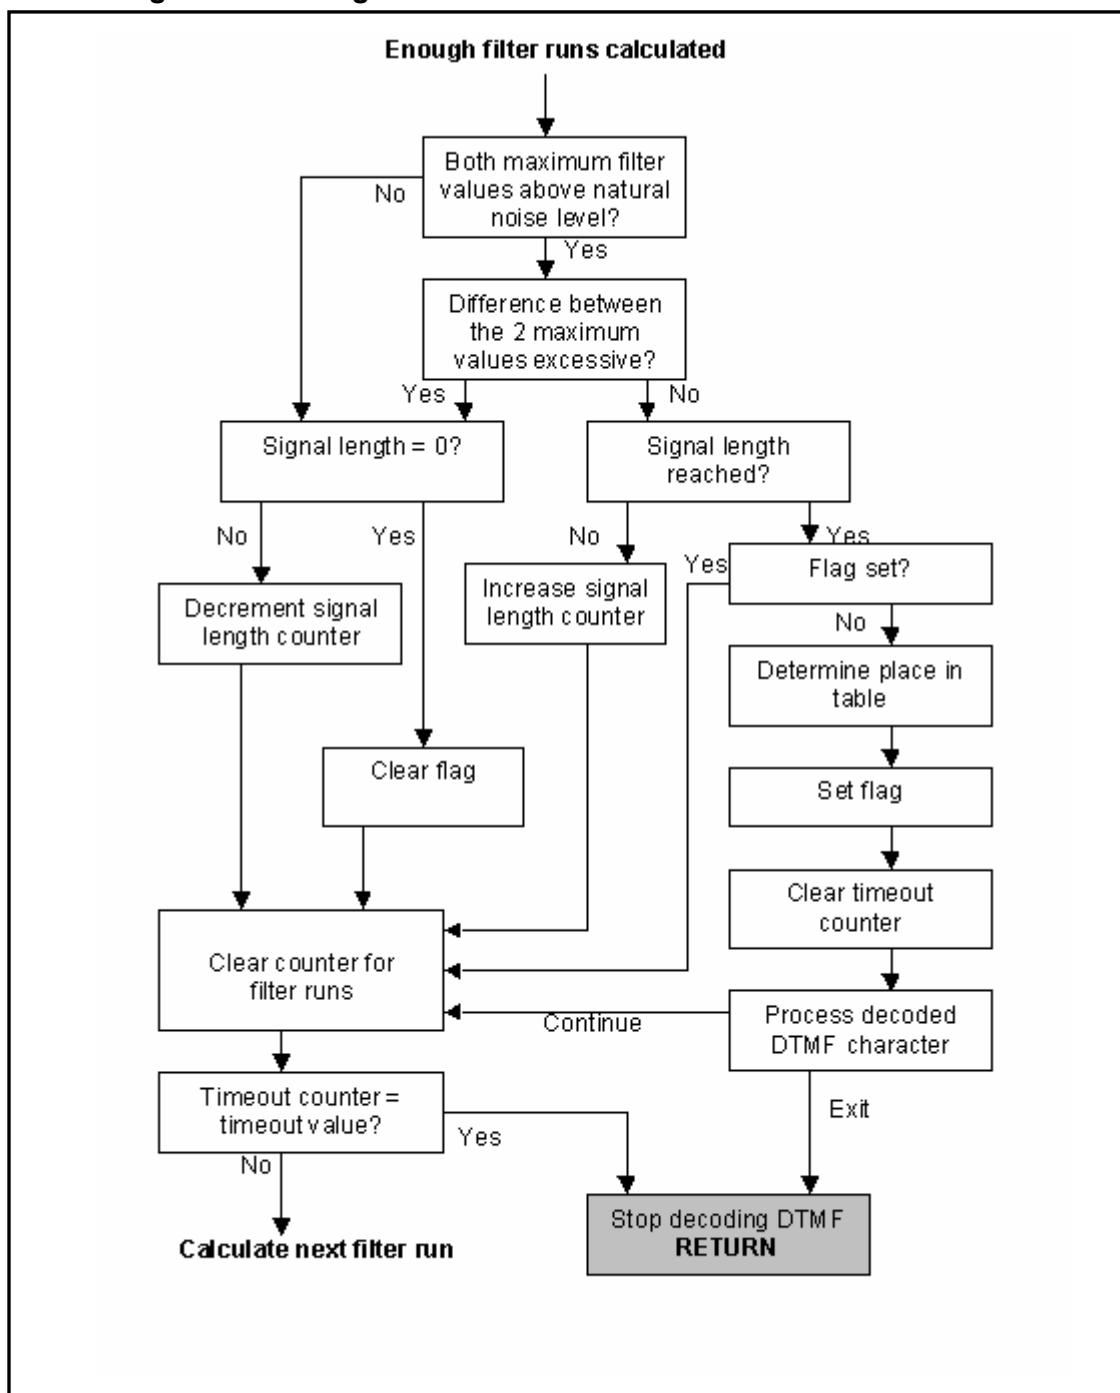 Enough filter runs calculated
Both maximum filter
values above natural
noise level?
No
Yes
Difference between
the 2 maximum
values excessive?
Yes
No
Signal length = 0?
Signal length
reached?
No
Yes
No
Yes
Yes
Flag set?
Decrement signal
length counter
Increase signal
length counter
No
Determine place in
table
Clear flag
Set flag
Clear timeout
counter
Clear counter for
filter runs
Continue
Process decoded
DTMF character
Timeout counter =
timeout value?
Yes
Exit
No
Calculate next filter run
Stop decoding DTMF
RETURN